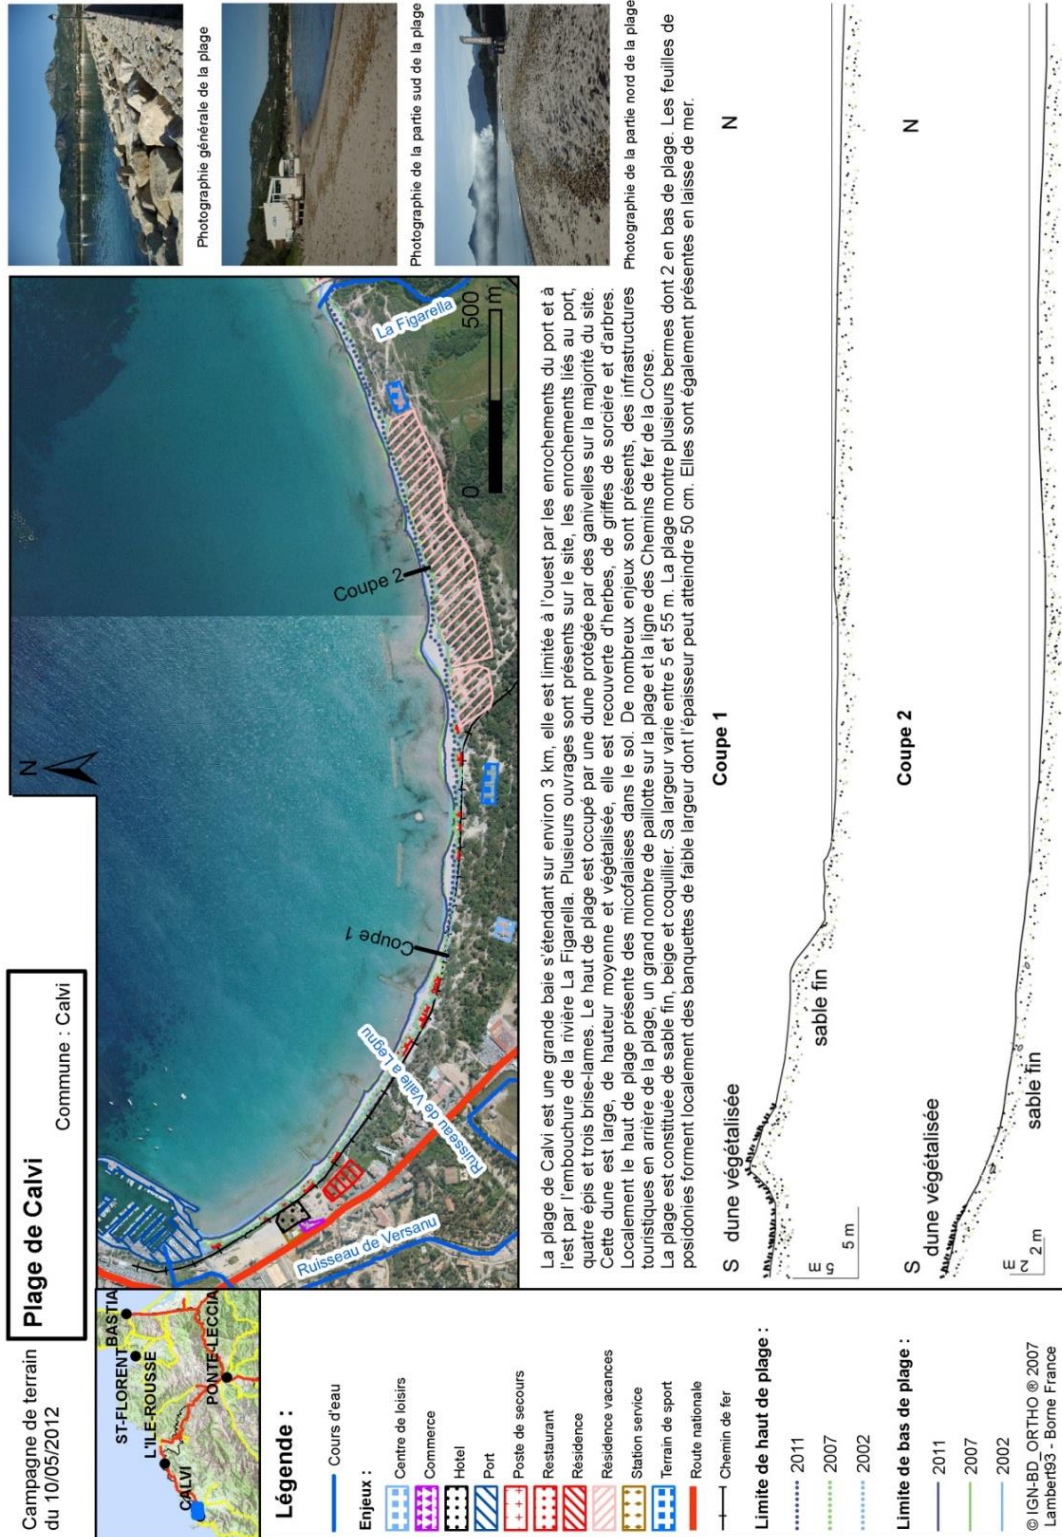 Campagne de terrain
du 10/05/2012
Plage de Calvi
Commune : Calvi
ST-FLORENT
BASTIA
L'ILE-ROUSSE
CALVI
PONTE-LECCIA
Légende :
Cours d'eau
Enjeux :
Centre de loisirs
Commerce
Hotel
Port
Poste de secours
Restaurant
Résidence
Résidence vacances
Station service
Terrain de sport
Route nationale
Chemin de fer
Limite de haut de plage :
2011
2007
2002
Limite de bas de plage :
2011
2007
2002
© IGN-BD_ORTHO ® 2007
Lambert93 - Borne France
N
Ruisseau de Versanu
Ruisseau de Valle a Legnu
Coupe 1
Coupe 2
La Figarella
0
500
m
Photographie générale de la plage
Photographie de la partie sud de la plage
Photographie de la partie nord de la plage
La plage de Calvi est une grande baie s'étendant sur environ 3 km, elle est limitée à l'ouest par les enrochements du port et à
l'est par l'embouchure de la rivière La Figarella. Plusieurs ouvrages sont présents sur le site, les enrochements liés au port,
quatre épis et trois brise-lames. Le haut de plage est occupé par une dune protégée par des ganivelles sur la majorité du site.
Cette dune est large, de hauteur moyenne et végétalisée, elle est recouverte d'herbes, de griffes de sorcière et d'arbres.
Localement le haut de plage présente des micofalaises dans le sol. De nombreux enjeux sont présents, des infrastructures
touristiques en arrière de la plage, un grand nombre de paillotte sur la plage et la ligne des Chemins de fer de la Corse.
La plage est constituée de sable fin, beige et coquillier. Sa largeur varie entre 5 et 55 m. La plage montre plusieurs bermes dont 2 en bas de plage. Les feuilles de
posidonies forment localement des banquettes de faible largeur dont l'épaisseur peut atteindre 50 cm. Elles sont également présentes en laisse de mer.
Coupe 1
S
dune végétalisée
N
sable fin
5 m
5 m
Coupe 2
S
dune végétalisée
N
sable fin
2 m
2 m